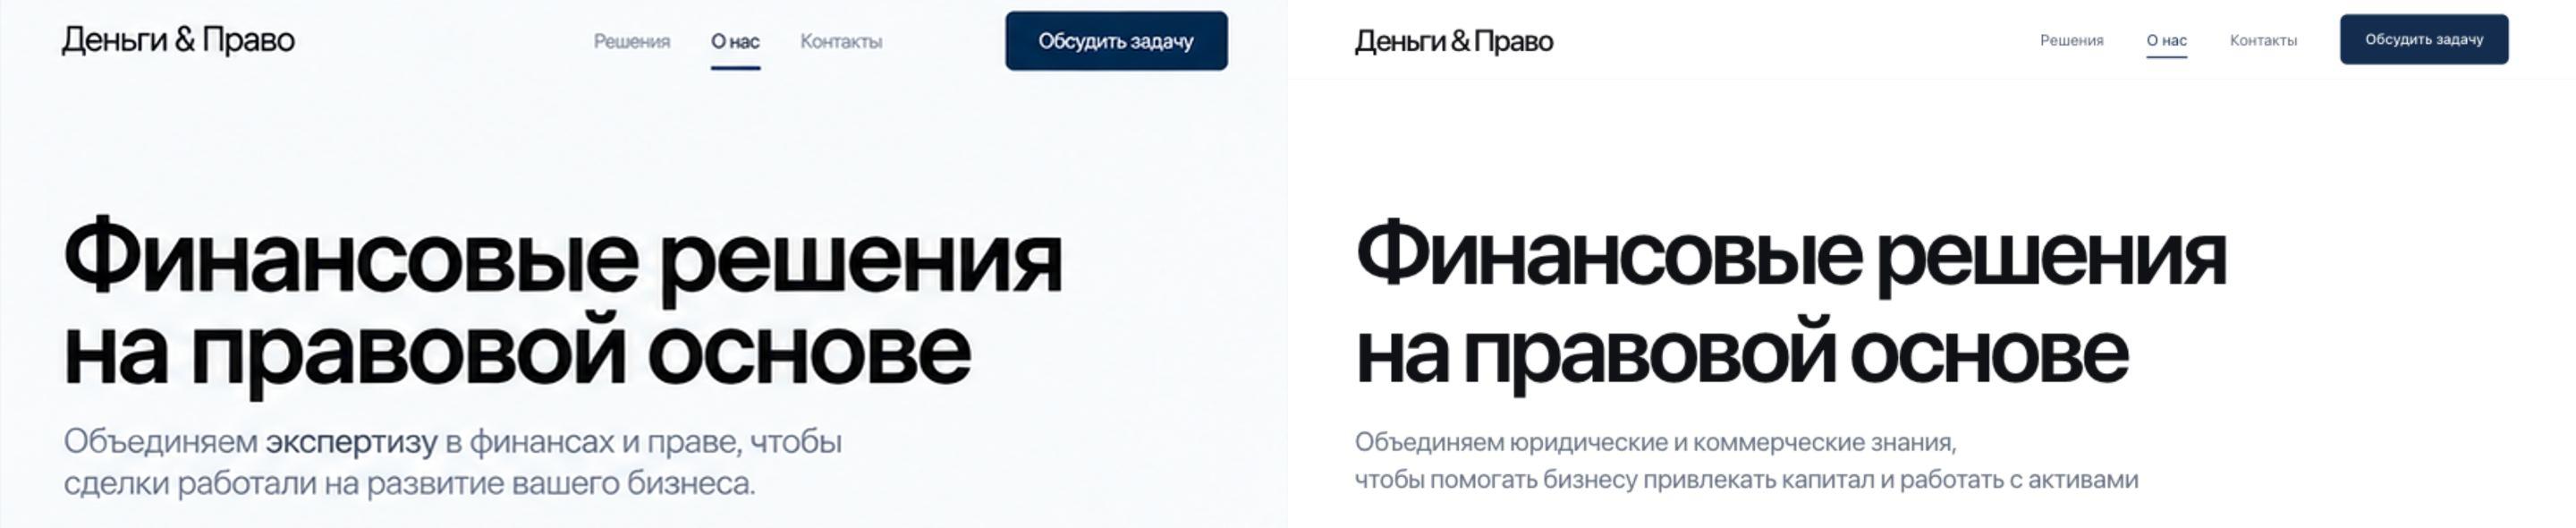 Деньги & Право
Решения
О нас
Контакты
Обсудить задачу
Финансовые решения
на правовой основе
Объединяем экспертизу в финансах и праве, чтобы
сделки работали на развитие вашего бизнеса.
Деньги & Право
Решения
О нас
Контакты
Обсудить задачу
Финансовые решения
на правовой основе
Объединяем юридические и коммерческие знания,
чтобы помогать бизнесу привлекать капитал и работать с активами